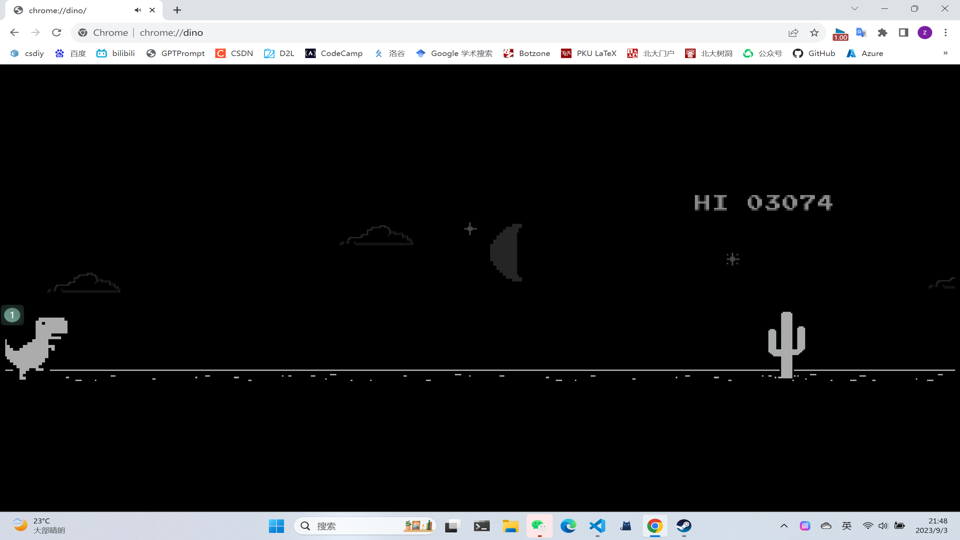 chrome://dino/
Chrome | chrome://dino
1.00
z
csdiy 百度 bilibili GPTPrompt CSDN D2L CodeCamp 洛谷 Google 学术搜索 Botzone PKU LaTeX 北大门户 北大树洞 公众号 GitHub Azure »
HI 03074
1
23°C
大部晴朗
搜索
英
21:48
2023/9/3